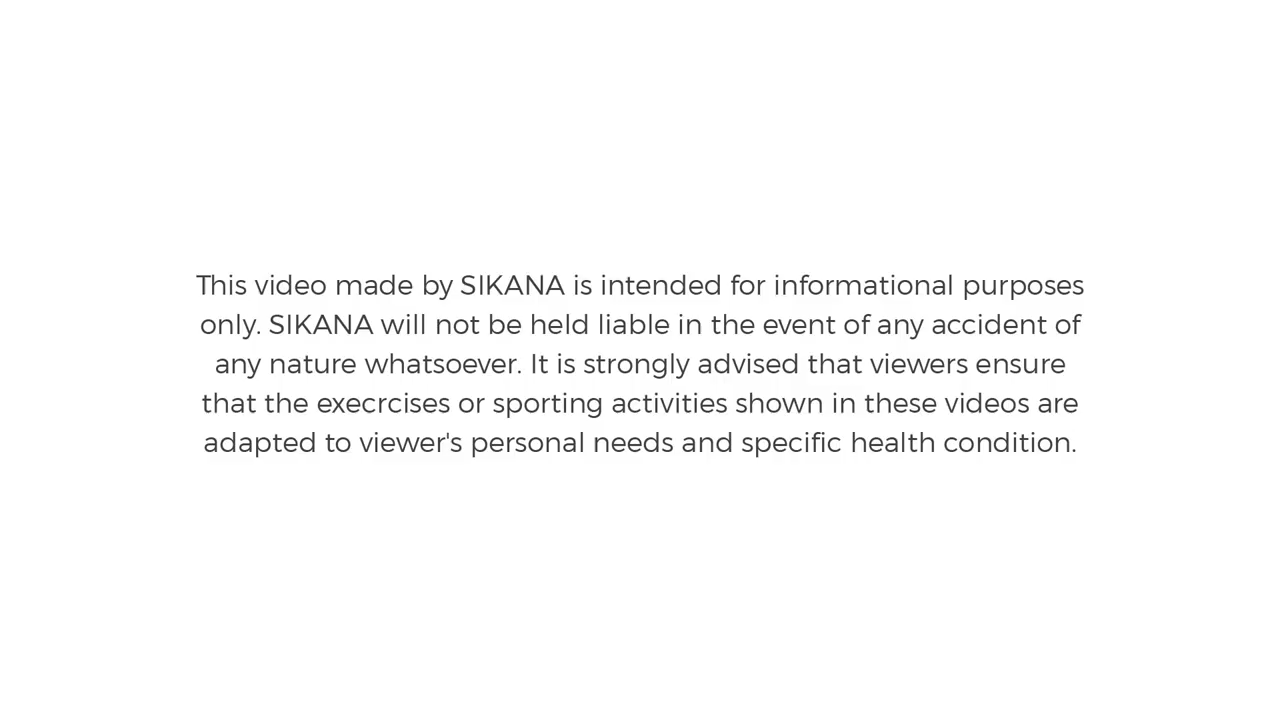 This video made by SIKANA is intended for informational purposes
only. SIKANA will not be held liable in the event of any accident of
any nature whatsoever. It is strongly advised that viewers ensure
that the execrcises or sporting activities shown in these videos are
adapted to viewer's personal needs and specific health condition.